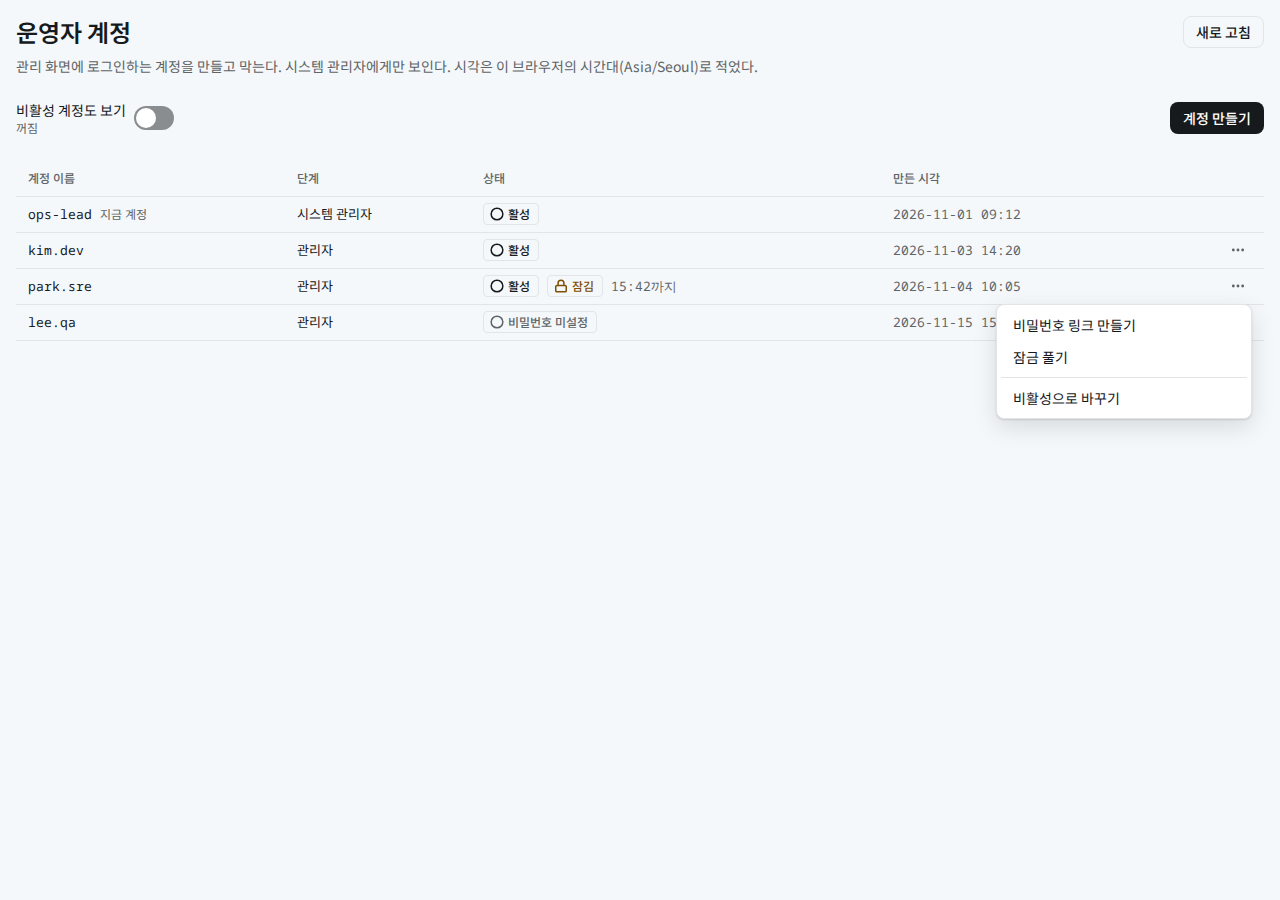 운영자 계정
새로 고침
관리 화면에 로그인하는 계정을 만들고 막는다. 시스템 관리자에게만 보인다. 시각은 이 브라우저의 시간대(Asia/Seoul)로 적었다.
비활성 계정도 보기
꺼짐
계정 만들기
계정 이름 단계 상태 만든 시각
ops-lead 지금 계정 시스템 관리자 활성 2026-11-01 09:12
kim.dev 관리자 활성 2026-11-03 14:20
park.sre 관리자 활성 잠김 15:42까지 2026-11-04 10:05
lee.qa 관리자 비밀번호 미설정 2026-11-15 15
비밀번호 링크 만들기
잠금 풀기
비활성으로 바꾸기